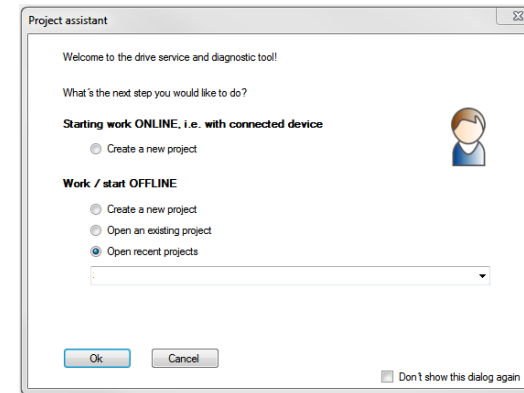 Project assistant
Welcome to the drive service and diagnostic tool!
What´s the next step you would like to do?
Starting work ONLINE, i.e. with connected device
Create a new project
Work / start OFFLINE
Create a new project
Open an existing project
Open recent projects
Ok Cancel
Don´t show this dialog again